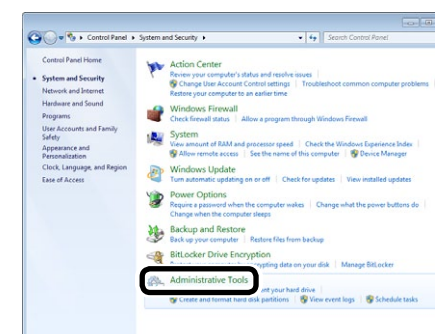 Control Panel ▸ System and Security ▸
Search Control Panel
Control Panel Home
System and Security
Network and Internet
Hardware and Sound
Programs
User Accounts and Family
Safety
Appearance and
Personalization
Clock, Language, and Region
Ease of Access
Action Center
Review your computer's status and resolve issues
Change User Account Control settings | Troubleshoot common computer problems
Restore your computer to an earlier time
Windows Firewall
Check firewall status | Allow a program through Windows Firewall
System
View amount of RAM and processor speed | Check the Windows Experience Index
Allow remote access | See the name of this computer | Device Manager
Windows Update
Turn automatic updating on or off | Check for updates | View installed updates
Power Options
Require a password when the computer wakes | Change what the power buttons do
Change when the computer sleeps
Backup and Restore
Back up your computer | Restore files from backup
BitLocker Drive Encryption
data on your disk | Manage BitLocker
Administrative Tools
your hard drive
Create and format hard disk partitions | View event logs | Schedule tasks